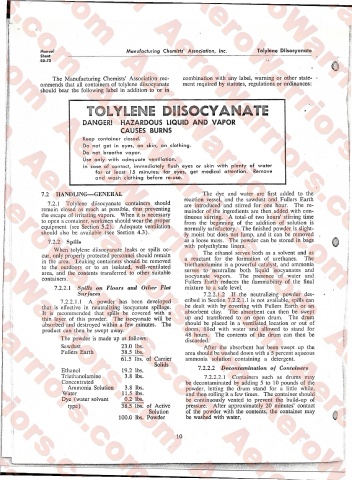 Manual
Sheet
SD-73
Manufacturing Chemists' Association, Inc.
Tolylene Diisocyanate
The Manufacturing Chemists' Association rec-
ommends that all containers of tolylene diisocyanate
should bear the following label in addition to or in
combination with any label, warning or other state-
ment required by statutes, regulations or ordinances:
TOLYLENE DIISOCYANATE
DANGER! HAZARDOUS LIQUID AND VAPOR
CAUSES BURNS
Keep container closed.
Do not get in eyes, on skin, on clothing.
Do not breathe vapor.
Use only with adequate ventilation.
In case of contact, immediately flush eyes or skin with plenty of water
for at least 15 minutes; for eyes, get medical attention. Remove
and wash clothing before re-use.
7.2 HANDLING—GENERAL
7.2.1 Tolylene diisocyanate containers should
remain closed as much as possible, thus preventing
the escape of irritating vapors. When it is necessary
to open a container, workmen should wear the proper
equipment (see Section 5.2). Adequate ventilation
should also be available (see Section 4.3).
7.2.2 Spills
When tolylene diisocyanate leaks or spills oc-
cur, only properly protected personnel should remain
in the area. Leaking containers should be removed
to the outdoors or to an isolated, well-ventilated
area, and the contents transferred to other suitable
containers.
7.2.2.1 Spills on Floors and Other Flat
Surfaces
7.2.2.1.1 A powder has been developed
that is effective in neutralizing isocyanate spillage.
It is recommended that spills be covered with a
thin layer of this powder. The isocyanate will be
absorbed and destroyed within a few minutes. The
product can then be swept away.
The powder is made up as follows:
Sawdust 23.0 lbs.
Fullers Earth 38.5 lbs.
61.5 lbs. of Carrier
Solids
Ethanol 19.2 lbs.
Triethanolamine 3.8 lbs.
Concentrated
Ammonia Solution 3.8 lbs.
Water 11.5 lbs.
Dye (water solvent 0.2 lbs.
type) 38.5 lbs. of Active
Solution
100.0 lbs. Powder
The dye and water are first added to the
reaction vessel, and the sawdust and Fullers Earth
are introduced and stirred for one hour. The re-
mainder of the ingredients are then added with con-
tinuous stirring. A total of two hours' stirring time
from the beginning of the addition of solution is
normally satisfactory. The finished powder is slight-
ly moist but does not lump, and it can be removed
as a loose mass. The powder can be stored in bags
with polyethylene liners.
The ethanol serves both as a solvent and as
a reactant for the formation of urethanes. The
triethanolamine is a powerful catalyst, and ammonia
serves to neutralize both liquid isocyanates and
isocyanate vapors. The presence of water and
Fullers Earth reduces the flammability of the final
mixture to a safe level.
7.2.2.1.2 If the neutralizing powder des-
cribed in Section 7.2.2.1.1 is not available, spills can
be dealt with by covering with Fullers Earth or other
absorbent clay. The absorbent can then be swept
up and transferred to an open drum. The drum
should be placed in a ventilated location or out of
doors, filled with water and allowed to stand for
48 hours. The contents of the drum can then be
discarded.
After the absorbent has been swept up the
area should be washed down with a 5 percent aqueous
ammonia solution containing a detergent.
7.2.2.2 Decontamination of Containers
7.2.2.2.1 Containers such as drums may
be decontaminated by adding 5 to 10 pounds of the
powder, letting the drum stand for a little while,
and then rolling it a few times. The container should
be continuously vented to prevent the build-up of
pressure. After approximately 20 minutes' contact
of the powder with the contents, the container may
be washed with water.
10